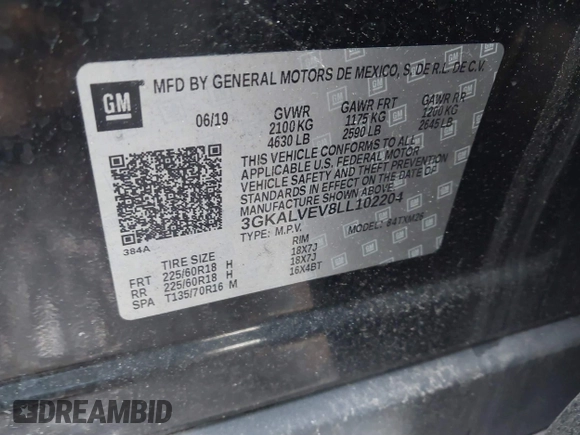 GM
MFD BY GENERAL MOTORS DE MEXICO, S. DE R.L. DE C.V.
06/19 GVWR GAWR FRT GAWR RR
2100 KG 1175 KG 1200 KG
4630 LB 2590 LB 2645 LB
THIS VEHICLE CONFORMS TO ALL
APPLICABLE U.S. FEDERAL MOTOR
VEHICLE SAFETY AND THEFT PREVENTION
STANDARDS IN EFFECT ON THE DATE OF
MANUFACTURE SHOWN ABOVE.
3GKALVEV8LL102204
TYPE: M.P.V. MODEL: 84TXM26
384A
TIRE SIZE RIM
FRT 225/60R18 H 18X7J
RR 225/60R18 H 18X7J
SPA T135/70R16 M 16X4BT
DREAMBID